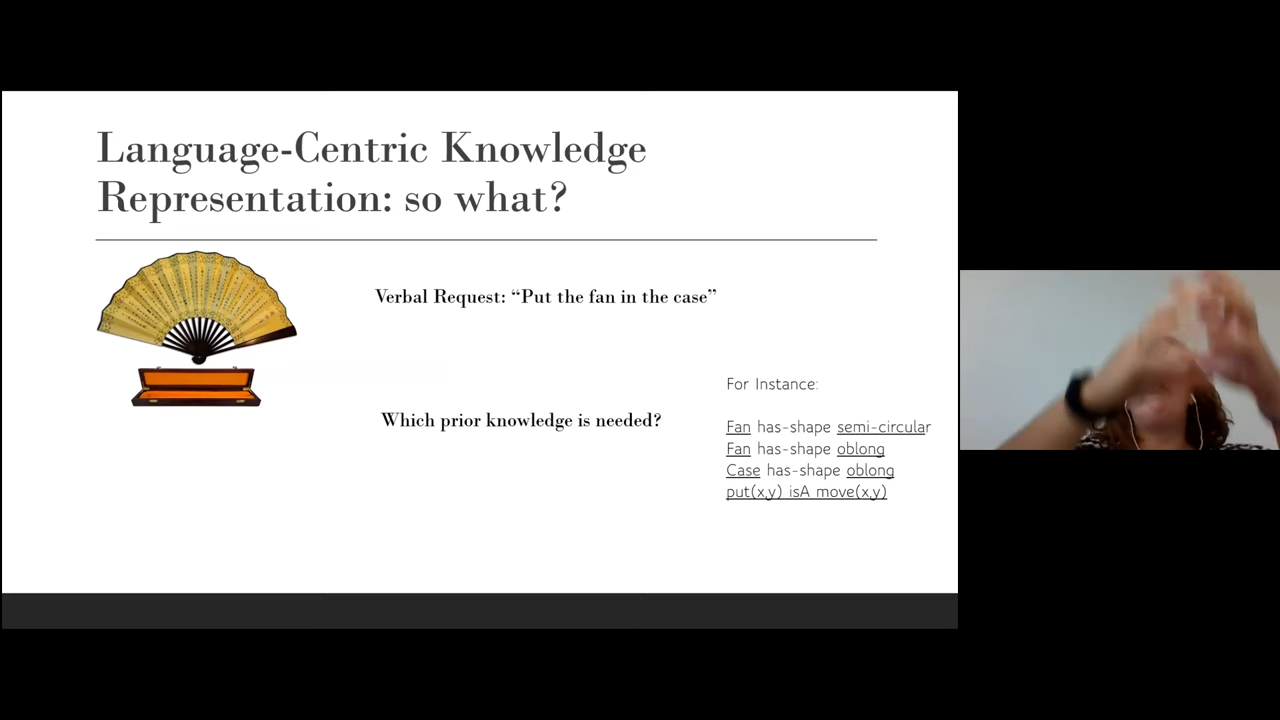 Language-Centric Knowledge
Representation: so what?
Verbal Request: “Put the fan in the case”
Which prior knowledge is needed?
For Instance:
Fan has-shape semi-circular
Fan has-shape oblong
Case has-shape oblong
put(x,y) isA move(x,y)